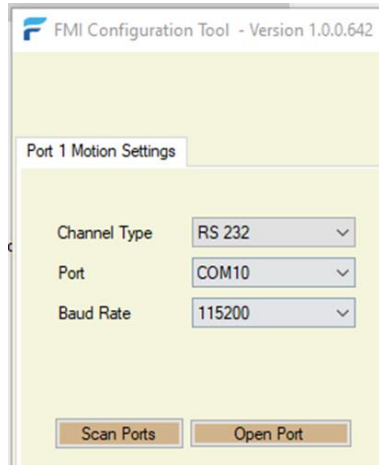 FMI Configuration Tool - Version 1.0.0.642
Port 1 Motion Settings
Channel Type RS 232
Port COM10
Baud Rate 115200
Scan Ports Open Port